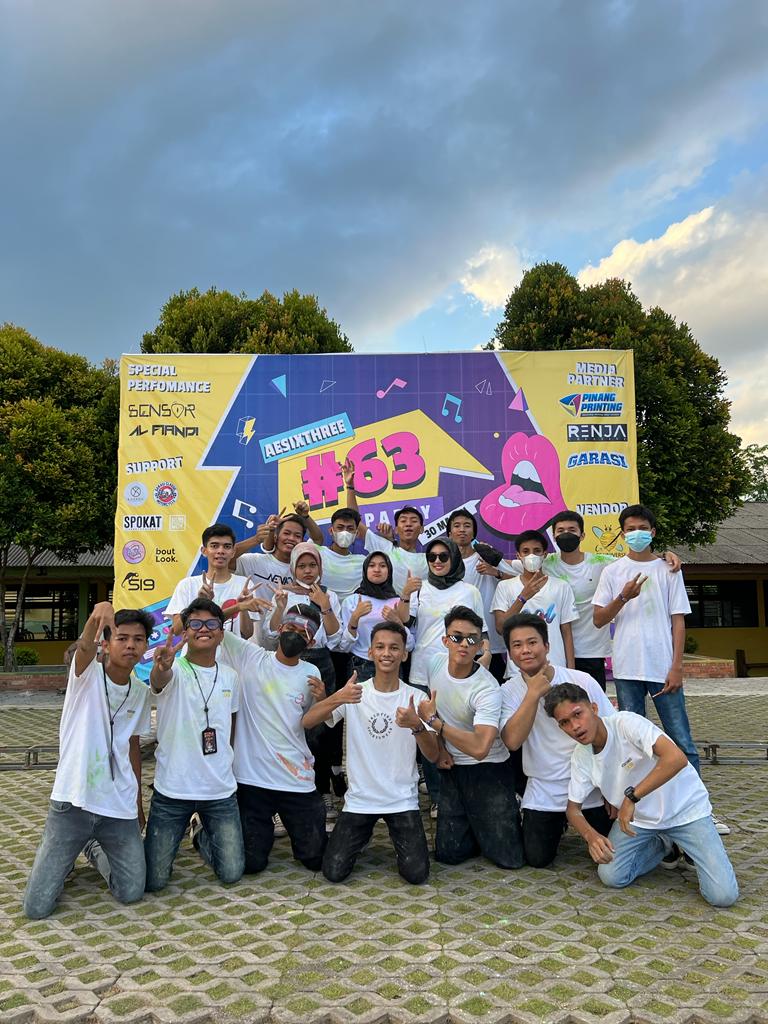 SPECIAL
PERFOMANCE
SENSOR
AL FIANDI
SUPPORT
SPOKAT
bout
Look.
S19
AESIXTHREE
#63
30 M
MEDIA
PARTNER
PINANG
PRINTING
RENJA
GARASI
VENDOR